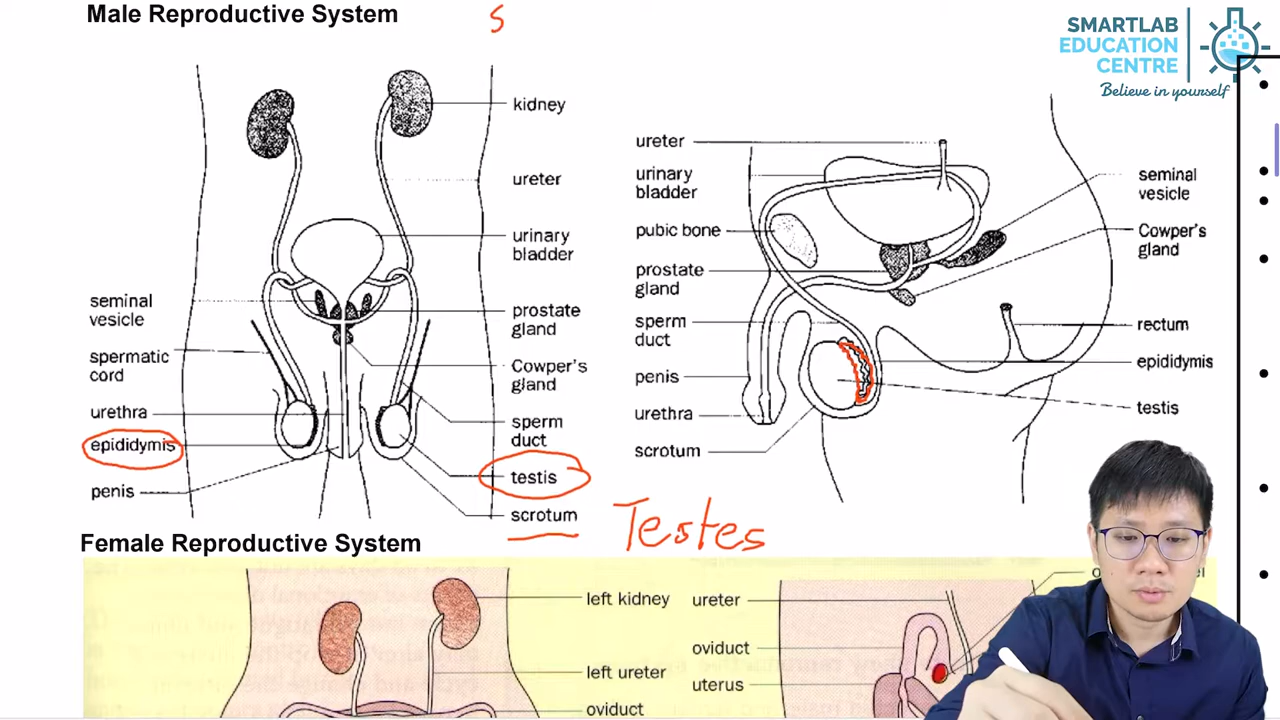 Male Reproductive System
S
SMARTLAB
EDUCATION
CENTRE
Believe in yourself
kidney
ureter
urinary
bladder
seminal
vesicle
prostate
gland
spermatic
cord
Cowper's
gland
urethra
sperm
duct
epididymis
testis
penis
scrotum
ureter
urinary
bladder
seminal
vesicle
pubic bone
Cowper's
gland
prostate
gland
sperm
duct
rectum
epididymis
penis
testis
urethra
scrotum
Testes
Female Reproductive System
left kidney
left ureter
oviduct
ureter
oviduct
uterus